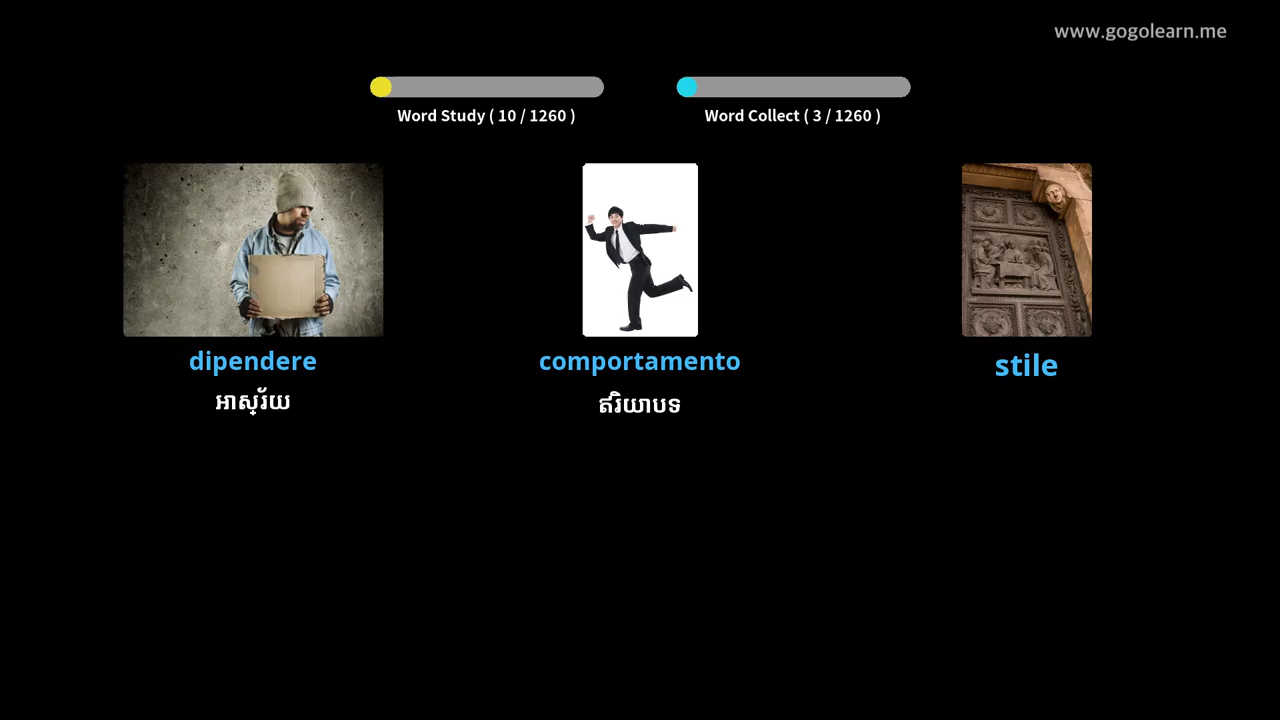 www.gogolearn.me
Word Study ( 10 / 1260 )
Word Collect ( 3 / 1260 )
dipendere
comportamento
stile
អាស្រ័យ
ឥរិយាបទ